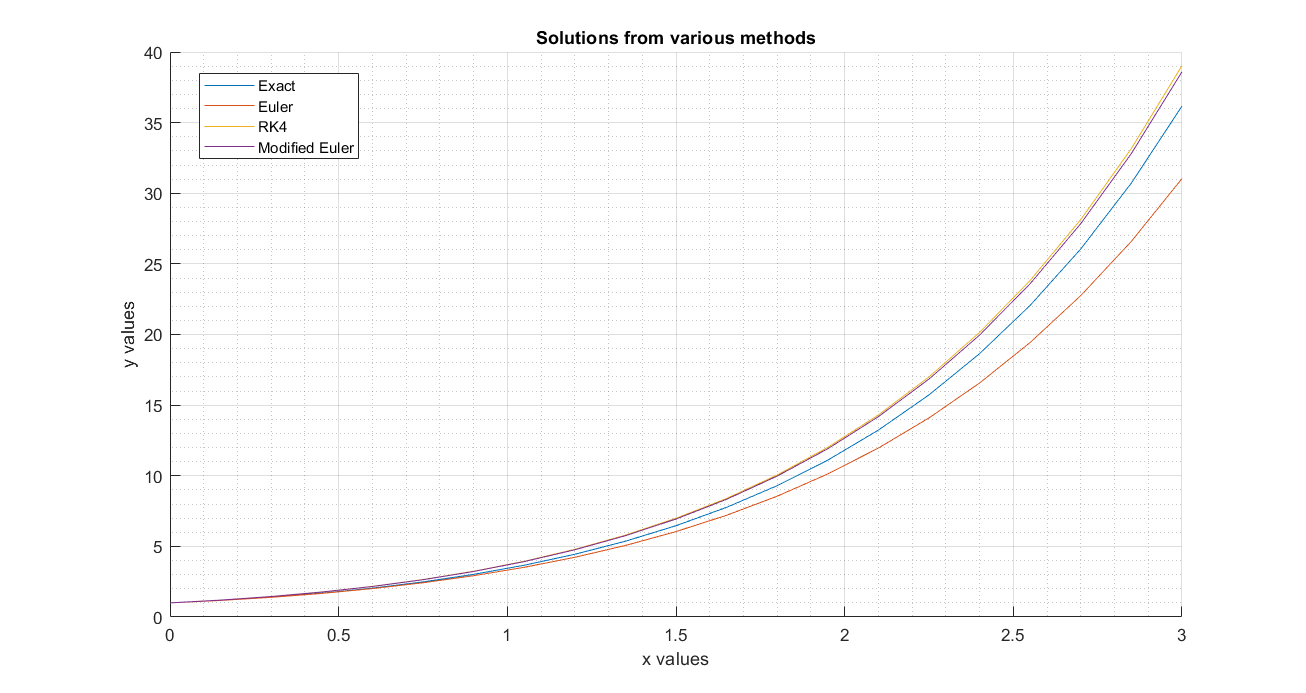 Solutions from various methods
40
35
30
25
20
15
10
5
0
y values
Exact
Euler
RK4
Modified Euler
0 0.5 1 1.5 2 2.5 3
x values